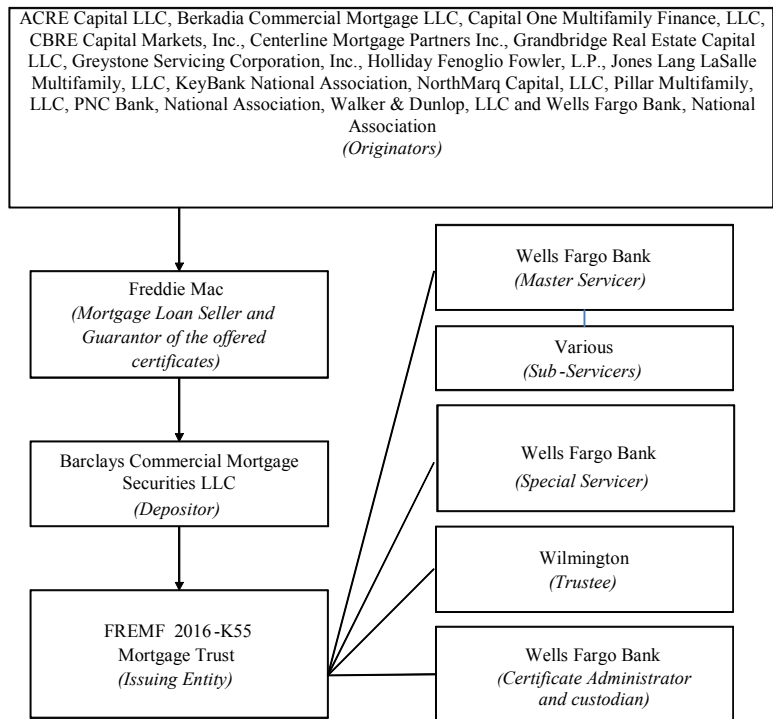 ACRE Capital LLC, Berkadia Commercial Mortgage LLC, Capital One Multifamily Finance, LLC,
CBRE Capital Markets, Inc., Centerline Mortgage Partners Inc., Grandbridge Real Estate Capital
LLC, Greystone Servicing Corporation, Inc., Holliday Fenoglio Fowler, L.P., Jones Lang LaSalle
Multifamily, LLC, KeyBank National Association, NorthMarq Capital, LLC, Pillar Multifamily,
LLC, PNC Bank, National Association, Walker & Dunlop, LLC and Wells Fargo Bank, National
Association
(Originators)
Freddie Mac
(Mortgage Loan Seller and
Guarantor of the offered
certificates)
Barclays Commercial Mortgage
Securities LLC
(Depositor)
FREMF 2016-K55
Mortgage Trust
(Issuing Entity)
Wells Fargo Bank
(Master Servicer)
Various
(Sub-Servicers)
Wells Fargo Bank
(Special Servicer)
Wilmington
(Trustee)
Wells Fargo Bank
(Certificate Administrator
and custodian)